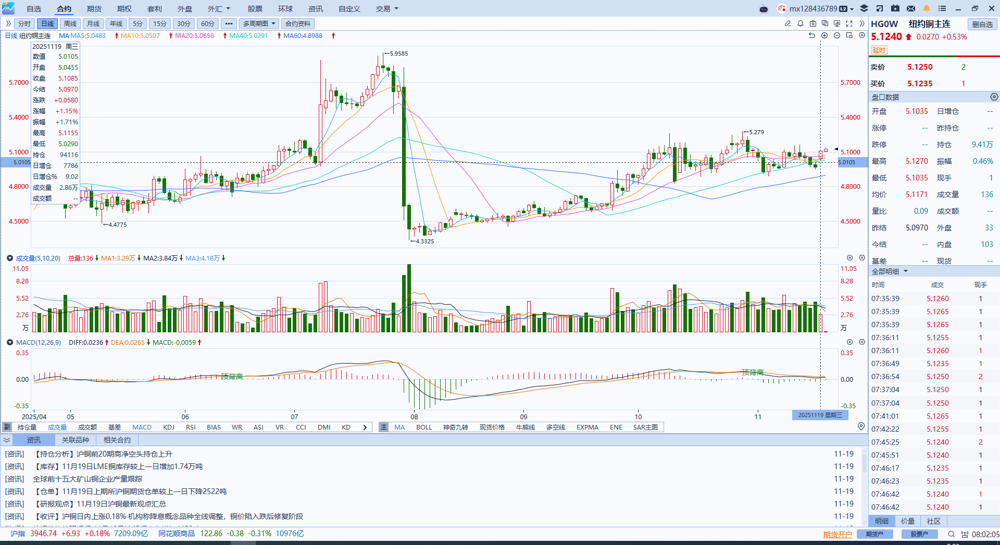 自选 合约 期货 期权 套利 外盘 外汇 股票 环球 资讯 自定义 交易 mx128436789 L2
分时 日线 周线 月线 年线 5分 15分 30分 60分 ••• 多周期图 合约资料
日线 纽约铜主连 MA MA5:5.0483 MA10:5.0507 MA20:5.0656 MA40:5.0291 MA60:4.8988
20251119 周三
数值 5.0105
开盘 5.0455
收盘 5.1085
今结 5.0970
涨跌 +0.0580
涨幅 +1.15%
振幅 +1.71%
最高 5.1155
最低 5.0290
持仓 94116
日增仓 7786
日增仓% 9.02
成交量 2.86万
成交额 --
5.7000 5.7000
5.4000 5.4000
5.1000 5.1000
5.0105 5.0105
4.8000 4.8000
4.5000 4.5000
5.9585
5.279
4.4775
4.3325
成交量(5,10,20) 总量:136 MA1:3.29万 MA2:3.84万 MA3:4.18万
11.05 11.05
8.28 8.28
5.52 5.52
2.76 2.76
万 万
MACD(12,26,9) DIFF:0.0236 DEA:0.0265 MACD:-0.0059
0.35 0.35
顶背离 顶背离
0.00 0.00
-0.35 -0.35
2025/04 05 06 07 08 09 10 11 20251119 星期三
副 持仓量 成交量 成交额 基差 MACD KDJ RSI BIAS WR ASI VR CCI DMI KD 主 MA BOLL 神奇九转 现货价格 牛熊线 多空线 EXPMA ENE SAR主图
资讯 关联品种 相关合约
[资讯] 【持仓分析】沪铜前20期商净空头持仓上升 11-19
[资讯] 【库存】11月19日LME铜库存较上一日增加1.74万吨 11-19
[资讯] 全球前十五大矿山铜企业产量跟踪 11-19
[资讯] 【仓单】11月19日上期所沪铜期货仓单较上一日下降2522吨 11-19
[资讯] 【研报观点】11月19日沪铜最新观点汇总 11-19
[资讯] 【收评】沪铜日内上涨0.18% 机构称降息概念品种全线调整，铜价陷入跌后修复阶段 11-19
HG0W 纽约铜主连 删自选
5.1240 0.0270 +0.53%
延时
卖价 5.1250 2
买价 5.1235 1
盘口数据
开盘 5.1035 日增仓 --
涨停 -- 昨持仓 --
跌停 -- 持仓 9.41万
最高 5.1270 振幅 0.46%
最低 5.1035 现手 1
均价 5.1171 成交量 136
量比 0.09 成交额 --
昨结 5.0970 外盘 33
今结 -- 内盘 103
基差 -- 现货 --
全部明细
时间 成交 现手
07:35:39 5.1260 1
07:35:39 5.1265 1
07:35:39 5.1265 1
07:36:11 5.1255 1
07:36:11 5.1260 1
07:36:49 5.1235 1
07:36:54 5.1250 2
07:37:04 5.1250 1
07:37:04 5.1250 1
07:41:01 5.1265 1
07:42:22 5.1255 1
07:45:25 5.1240 2
07:45:51 5.1240 1
07:46:17 5.1235 1
07:46:23 5.1235 1
07:46:42 5.1240 1
07:46:42 5.1240 1
明细 价量 社区
沪指 3946.74 +6.93 +0.18% 7209.09亿 同花顺商品 122.86 -0.38 -0.31% 10976亿 期货开户 期货户 股票户 08:02:05